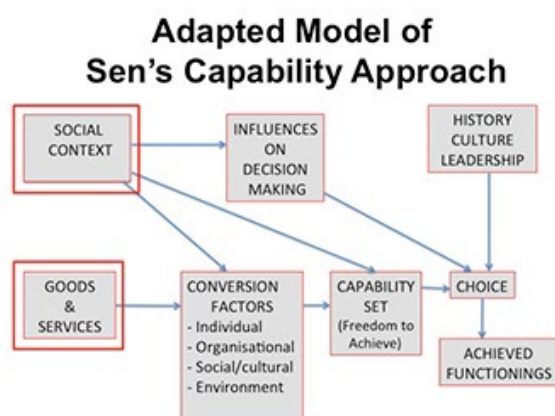 Adapted Model of
Sen's Capability Approach
SOCIAL
CONTEXT
INFLUENCES
ON
DECISION
MAKING
HISTORY
CULTURE
LEADERSHIP
GOODS
&
SERVICES
CONVERSION
FACTORS
- Individual
- Organisational
- Social/cultural
- Environment
CAPABILITY
SET
(Freedom to
Achieve)
CHOICE
ACHIEVED
FUNCTIONINGS